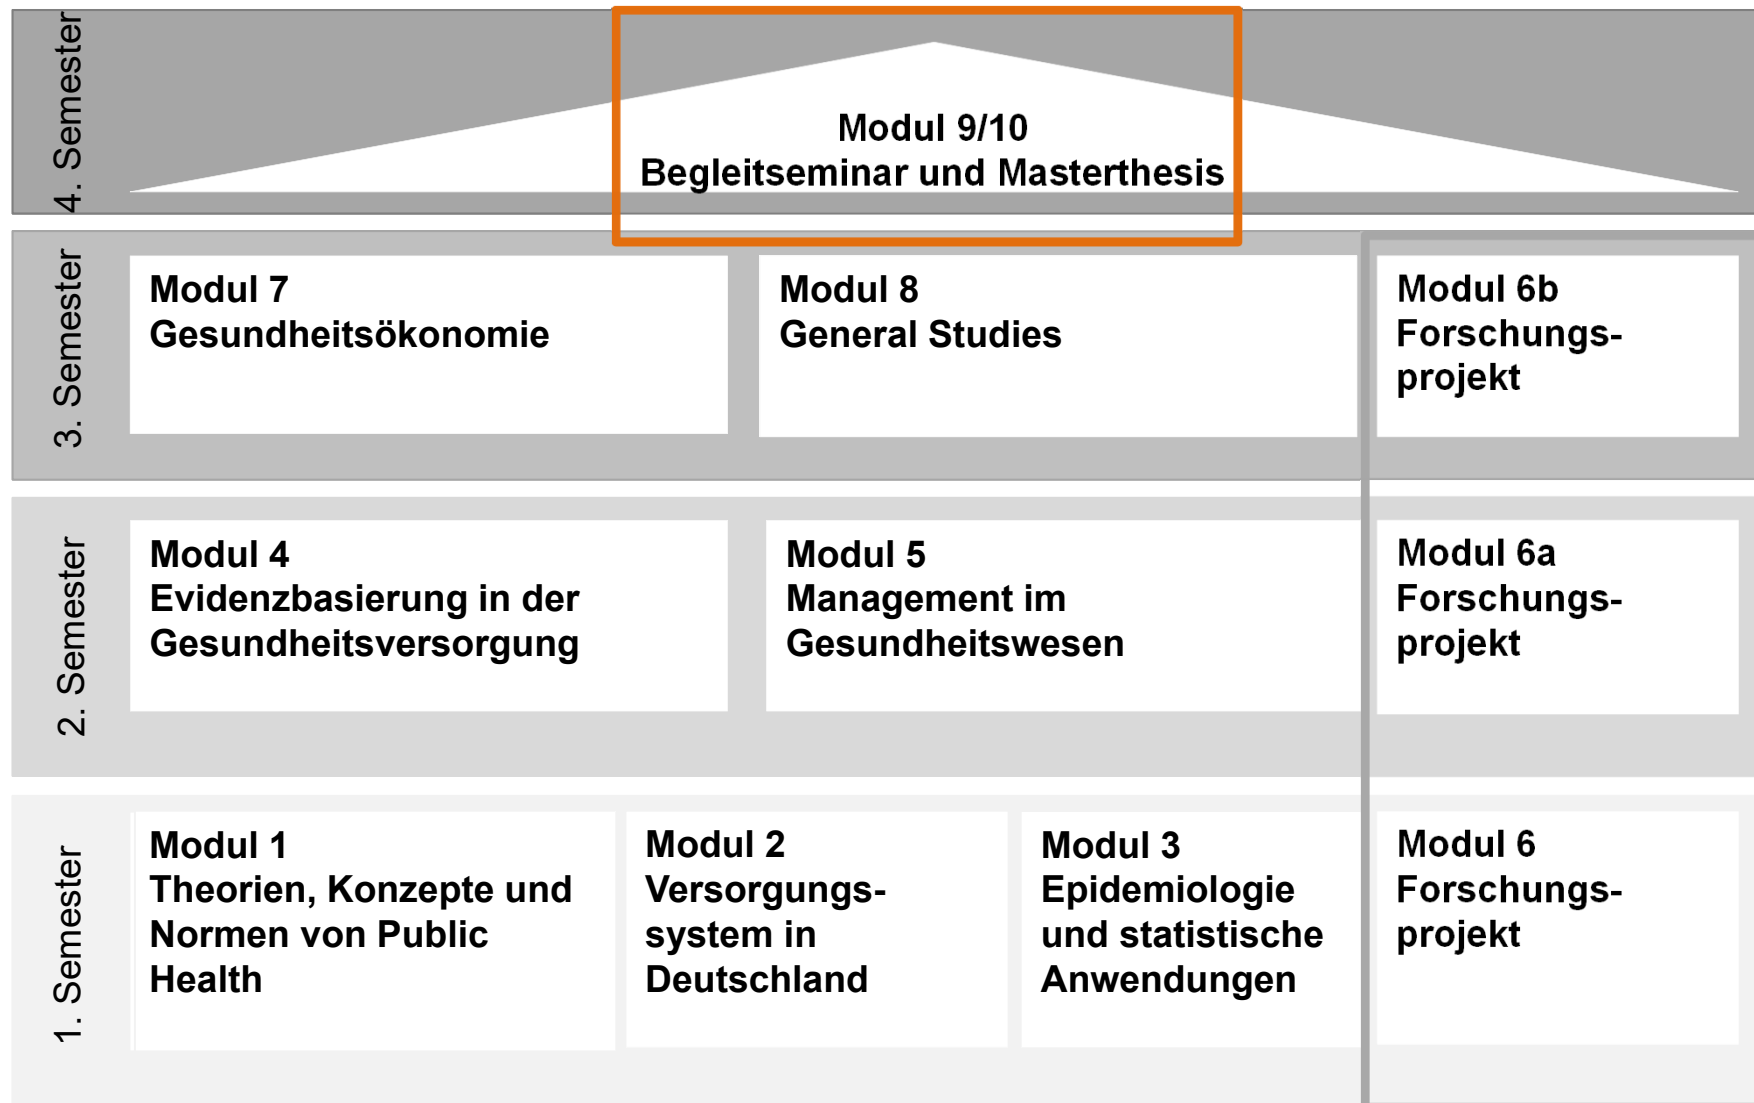 4. Semester
Modul 9/10
Begleitseminar und Masterthesis
3. Semester
Modul 7
Gesundheitsökonomie
Modul 8
General Studies
Modul 6b
Forschungs-
projekt
2. Semester
Modul 4
Evidenzbasierung in der
Gesundheitsversorgung
Modul 5
Management im
Gesundheitswesen
Modul 6a
Forschungs-
projekt
1. Semester
Modul 1
Theorien, Konzepte und
Normen von Public
Health
Modul 2
Versorgungs-
system in
Deutschland
Modul 3
Epidemiologie
und statistische
Anwendungen
Modul 6
Forschungs-
projekt